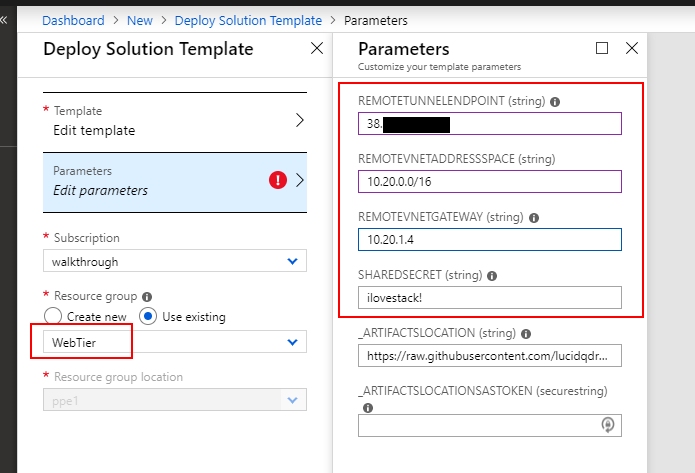 «
Dashboard > New > Deploy Solution Template > Parameters
Deploy Solution Template
* Template
Edit template
Parameters
Edit parameters
!
* Subscription
walkthrough
* Resource group
Create new
Use existing
WebTier
* Resource group location
ppe1
Parameters
Customize your template parameters
REMOTETUNNELENDPOINT (string)
38.
REMOTEVNETADDRESSSPACE (string)
10.20.0.0/16
REMOTEVNETGATEWAY (string)
10.20.1.4
SHAREDSECRET (string)
ilovestack!
_ARTIFACTSLOCATION (string)
https://raw.githubusercontent.com/lucidqdr...
_ARTIFACTSLOCATIONSASTOKEN (securestring)